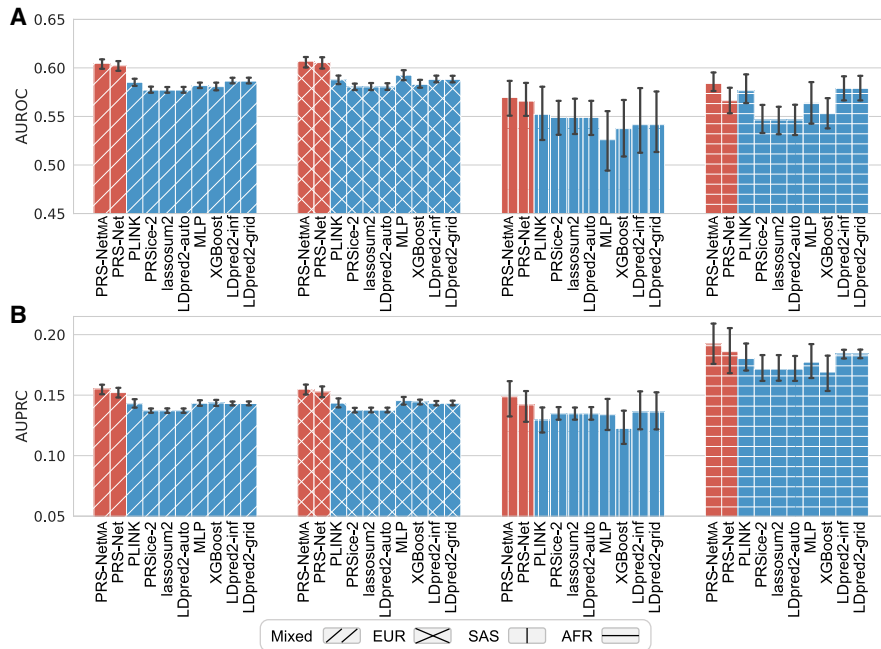 A
AUROC
0.65
0.60
0.55
0.50
0.45
PRS-NetMA
PRS-Net
PLINK
PRSice-2
lassosum2
LDpred2-auto
MLP
XGBoost
LDpred2-inf
LDpred2-grid
PRS-NetMA
PRS-Net
PLINK
PRSice-2
lassosum2
LDpred2-auto
MLP
XGBoost
LDpred2-inf
LDpred2-grid
PRS-NetMA
PRS-Net
PLINK
PRSice-2
lassosum2
LDpred2-auto
MLP
XGBoost
LDpred2-inf
LDpred2-grid
PRS-NetMA
PRS-Net
PLINK
PRSice-2
lassosum2
LDpred2-auto
MLP
XGBoost
LDpred2-inf
LDpred2-grid
B
AUPRC
0.20
0.15
0.10
0.05
PRS-NetMA
PRS-Net
PLINK
PRSice-2
lassosum2
LDpred2-auto
MLP
XGBoost
LDpred2-inf
LDpred2-grid
PRS-NetMA
PRS-Net
PLINK
PRSice-2
lassosum2
LDpred2-auto
MLP
XGBoost
LDpred2-inf
LDpred2-grid
PRS-NetMA
PRS-Net
PLINK
PRSice-2
lassosum2
LDpred2-auto
MLP
XGBoost
LDpred2-inf
LDpred2-grid
PRS-NetMA
PRS-Net
PLINK
PRSice-2
lassosum2
LDpred2-auto
MLP
XGBoost
LDpred2-inf
LDpred2-grid
Mixed EUR SAS AFR